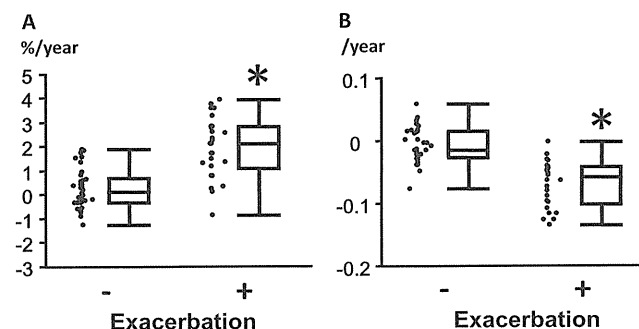 A
%/year
5
4
3
2
1
0
-1
-2
-3
*
- +
Exacerbation
B
/year
0.1
0
-0.1
-0.2
*
- +
Exacerbation